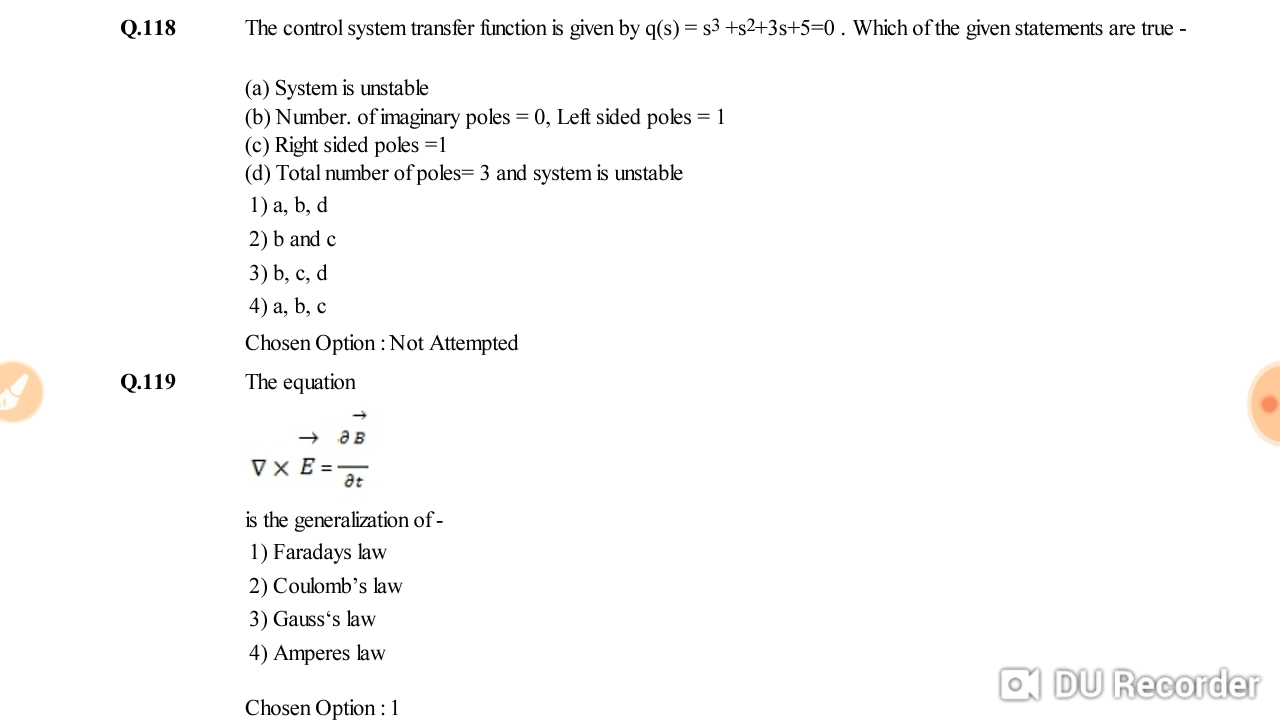 Q.118 The control system transfer function is given by q(s) = s3 +s2+3s+5=0 . Which of the given statements are true -
(a) System is unstable
(b) Number. of imaginary poles = 0, Left sided poles = 1
(c) Right sided poles =1
(d) Total number of poles= 3 and system is unstable
1) a, b, d
2) b and c
3) b, c, d
4) a, b, c
Chosen Option : Not Attempted
Q.119 The equation
∇ × E⃗ = ∂B⃗/∂t
is the generalization of -
1) Faradays law
2) Coulomb’s law
3) Gauss‘s law
4) Amperes law
Chosen Option : 1
DU Recorder